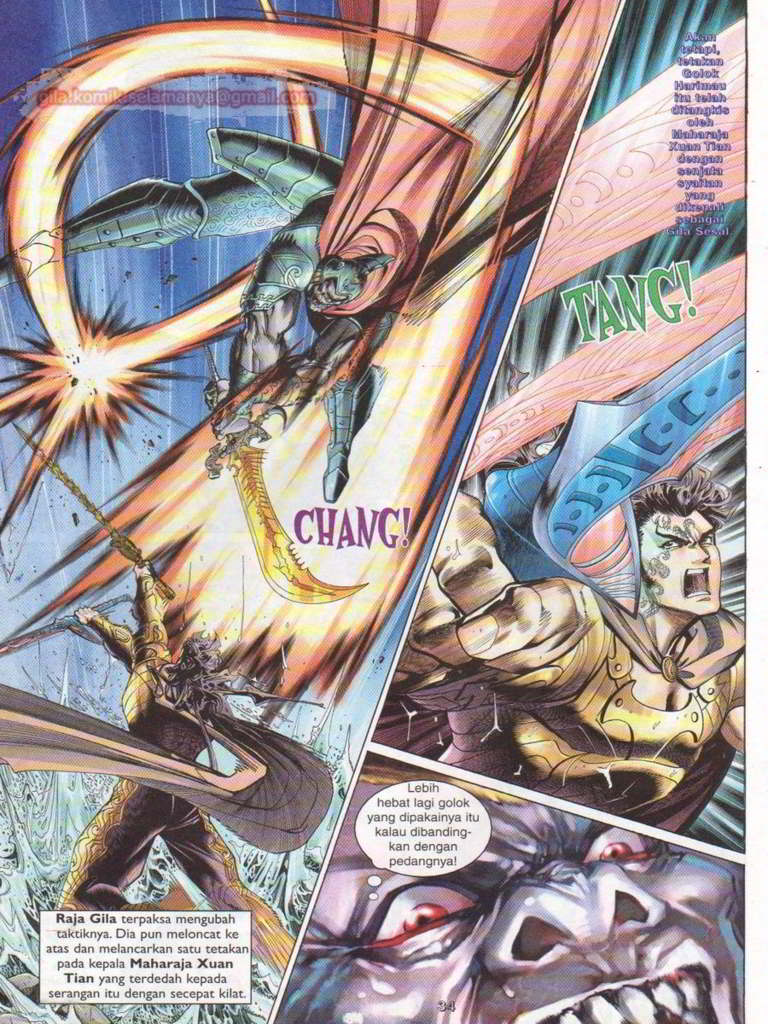 gila.komik.selamanya@gmail.com
Akan
tetapi,
tetakan
Golok
Harimau
itu telah
ditangkis
oleh
Maharaja
Xuan Tian
dengan
senjata
syaitan
yang
dikenali
sebagai
Gila Sesal.
TANG!
CHANG!
Lebih
hebat lagi golok
yang dipakainya itu
kalau dibanding-
kan dengan
pedangnya!
Raja Gila terpaksa mengubah
taktiknya. Dia pun meloncat ke
atas dan melancarkan satu tetakan
pada kepala Maharaja Xuan
Tian yang terdedah kepada
serangan itu dengan secepat kilat.
34